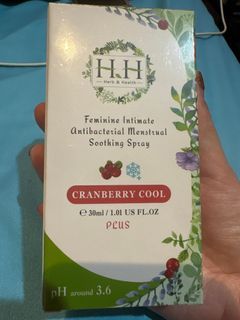 H&H
Herb & Health
Feminine Intimate
Antibacterial Menstrual
Soothing Spray
CRANBERRY COOL
℮ 30ml / 1.01 US FL.OZ
PLUS
pH around 3.6